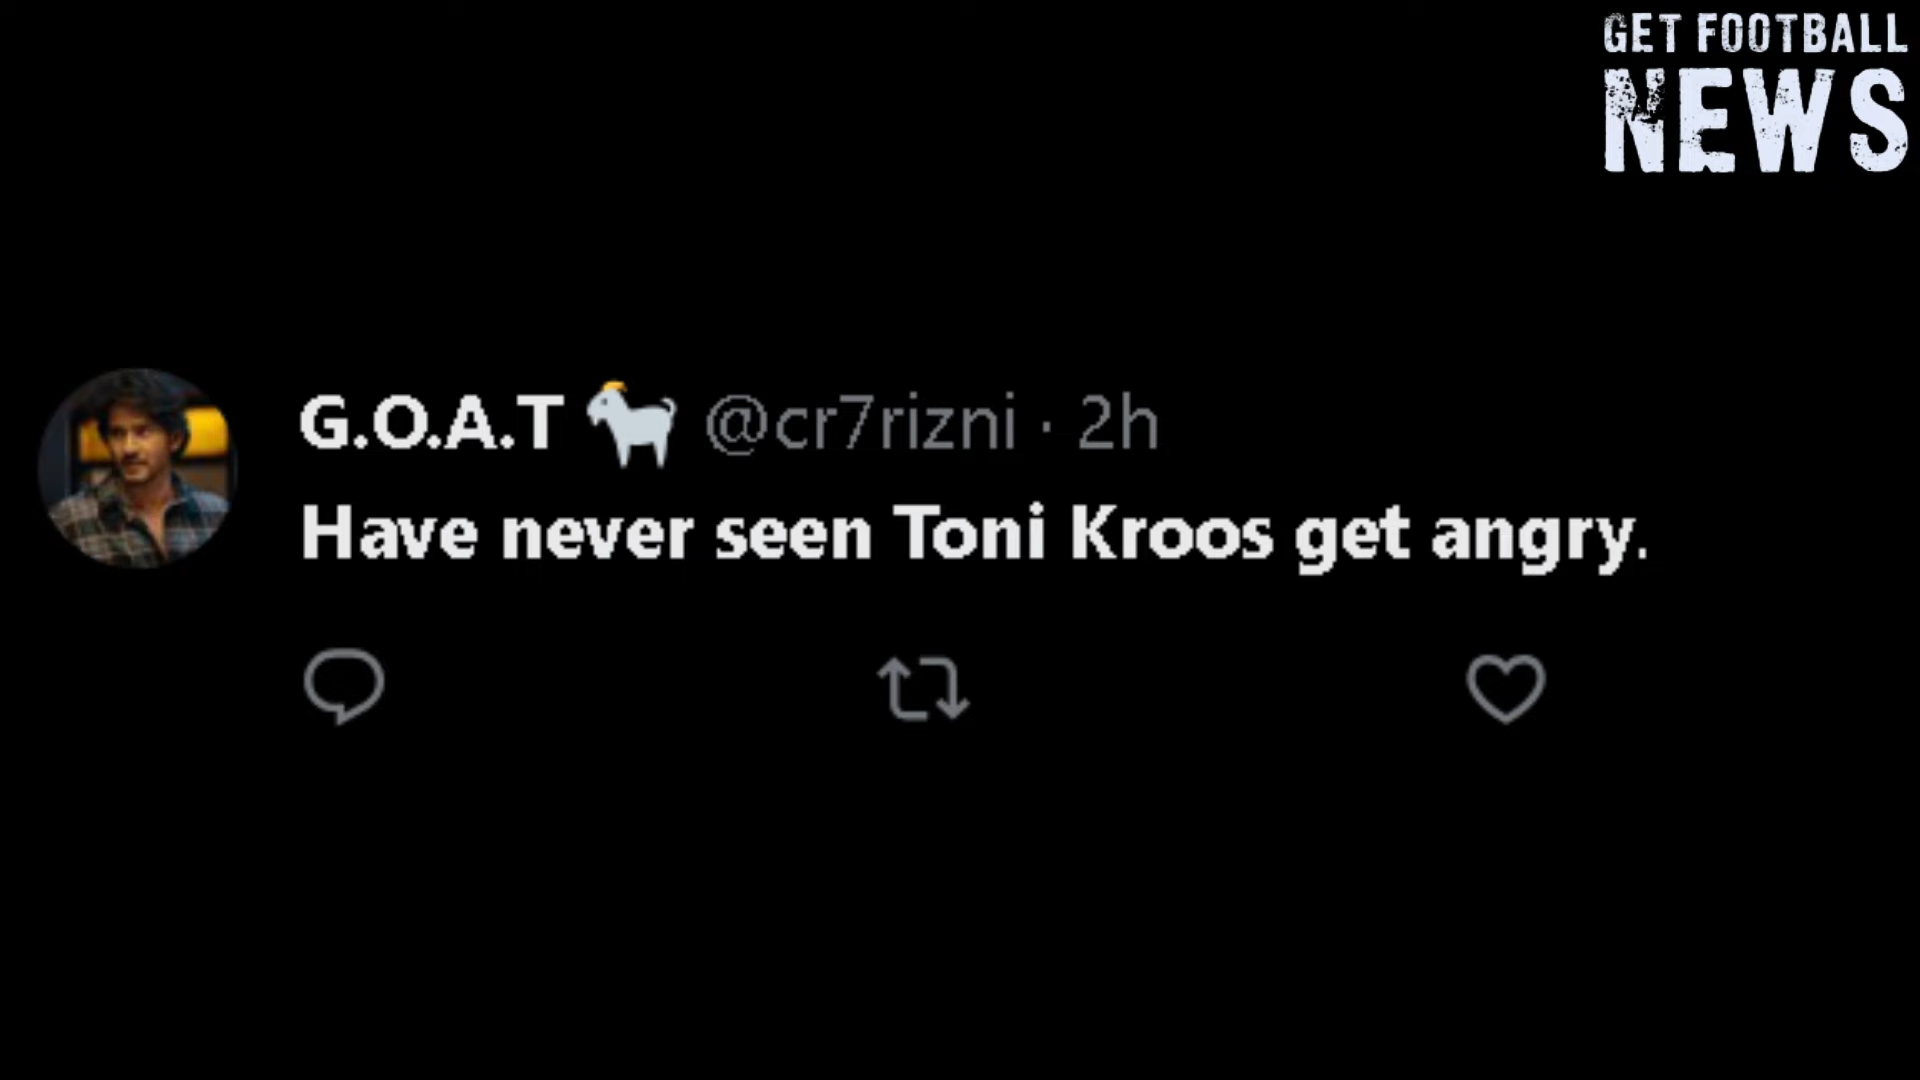 GET FOOTBALL
NEWS
G.O.A.T 🐐 @cr7rizni · 2h
Have never seen Toni Kroos get angry.